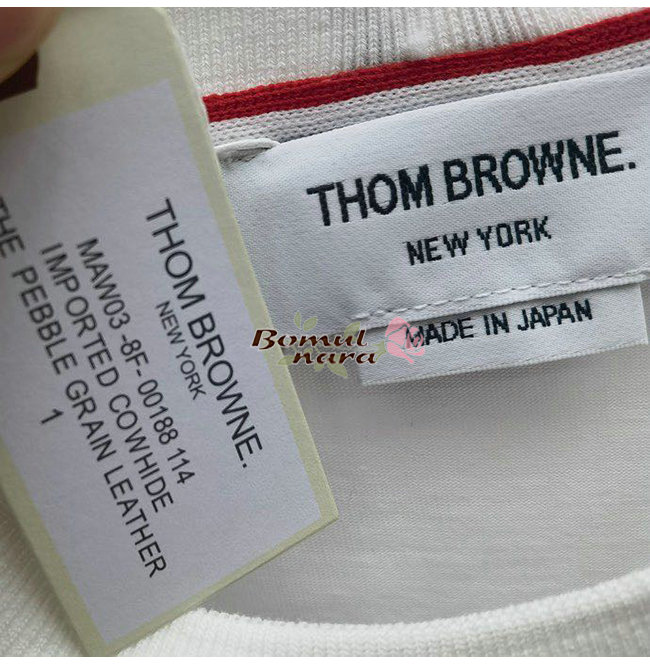 THOM BROWNE.
NEW YORK
MAW03 -8F- 00188 114
IMPORTED COWHIDE
THE PEBBLE GRAIN LEATHER
1
THOM BROWNE.
NEW YORK
MADE IN JAPAN
Bomul
nara